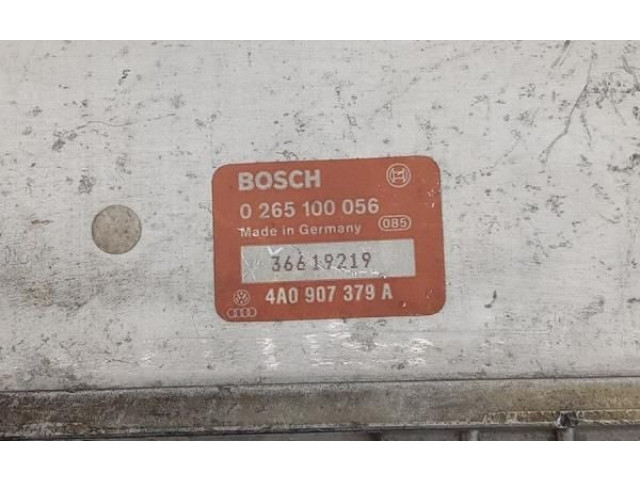 BOSCH
0 265 100 056
Made in Germany 085
36619219
4A0 907 379 A